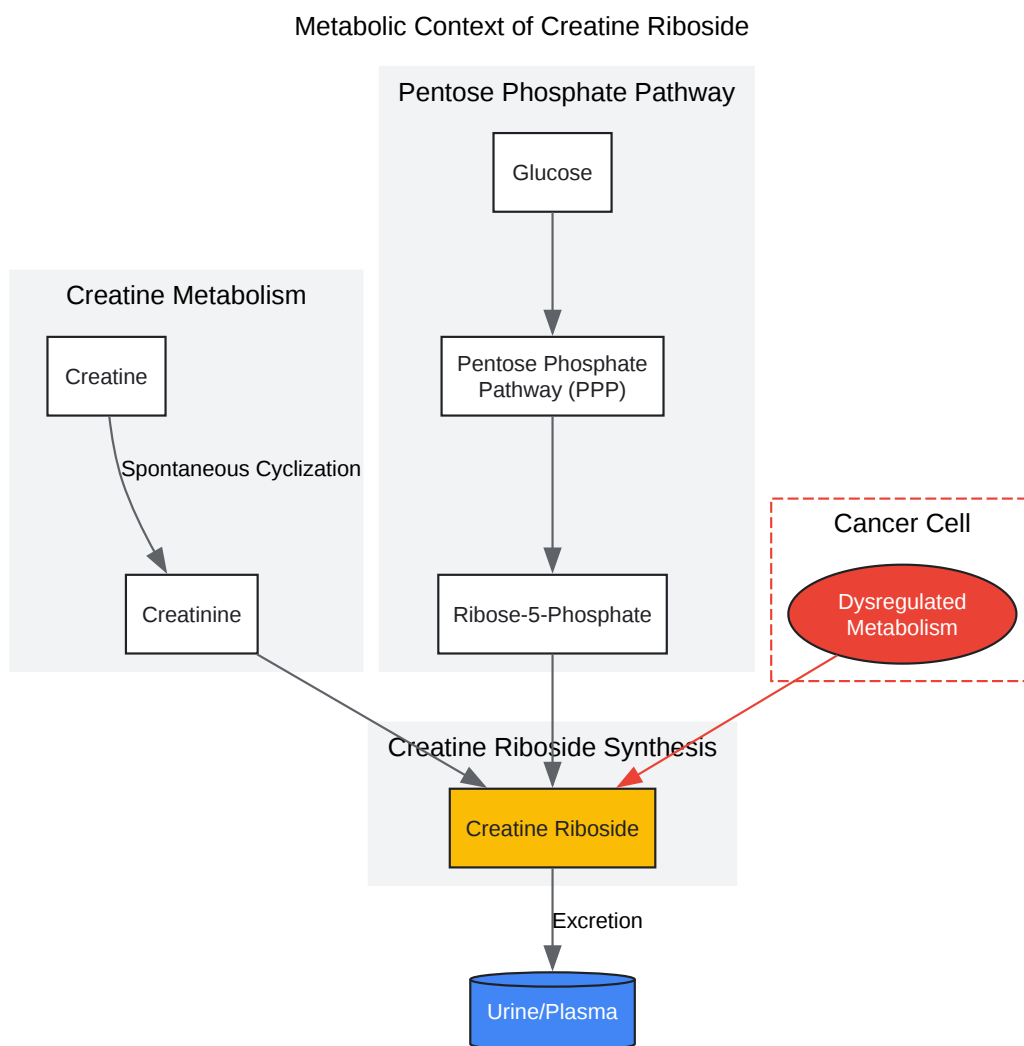 Metabolic Context of Creatine Riboside
Pentose Phosphate Pathway
Glucose
Creatine Metabolism
Creatine
Pentose Phosphate
Pathway (PPP)
Spontaneous Cyclization
Cancer Cell
Creatinine
Ribose-5-Phosphate
Dysregulated
Metabolism
Creatine Riboside Synthesis
Creatine Riboside
Excretion
Urine/Plasma